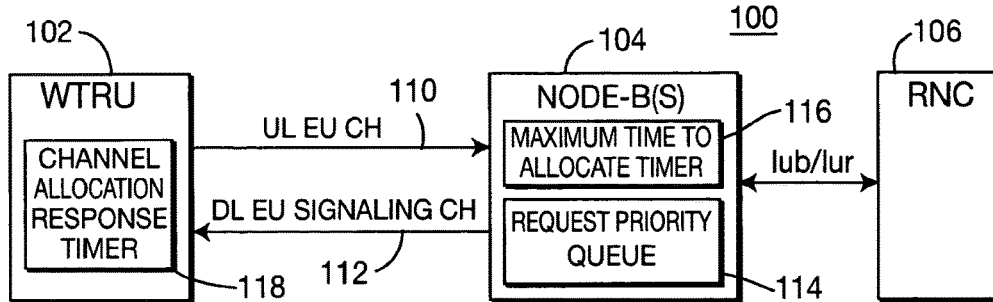 100
102
104
106
WTRU
NODE-B(S)
RNC
110
116
UL EU CH
MAXIMUM TIME TO
ALLOCATE TIMER
CHANNEL
ALLOCATION
RESPONSE
TIMER
Iub/Iur
DL EU SIGNALING CH
REQUEST PRIORITY
QUEUE
118
112
114